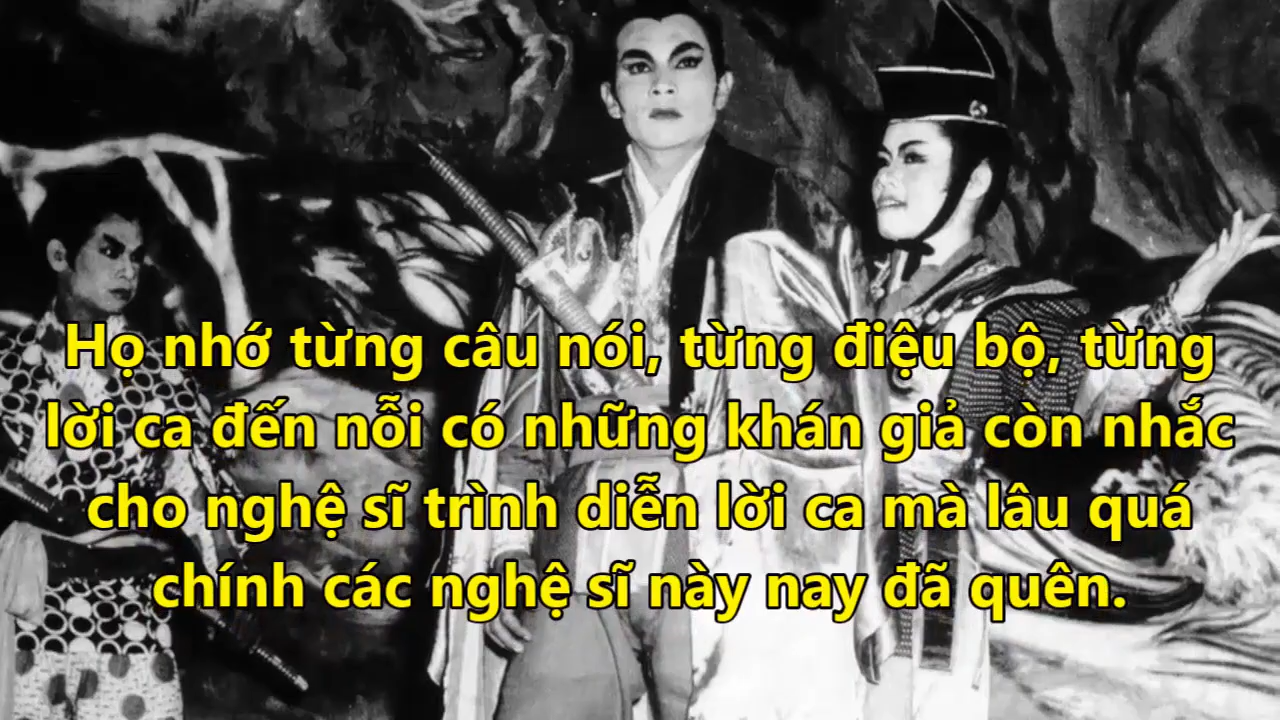 Họ nhớ từng câu nói, từng điệu bộ, từng
lời ca đến nỗi có những khán giả còn nhắc
cho nghệ sĩ trình diễn lời ca mà lâu quá
chính các nghệ sĩ này nay đã quên.